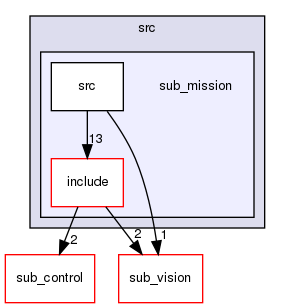 src
src
sub_mission
13
include
2
2
1
sub_control
sub_vision